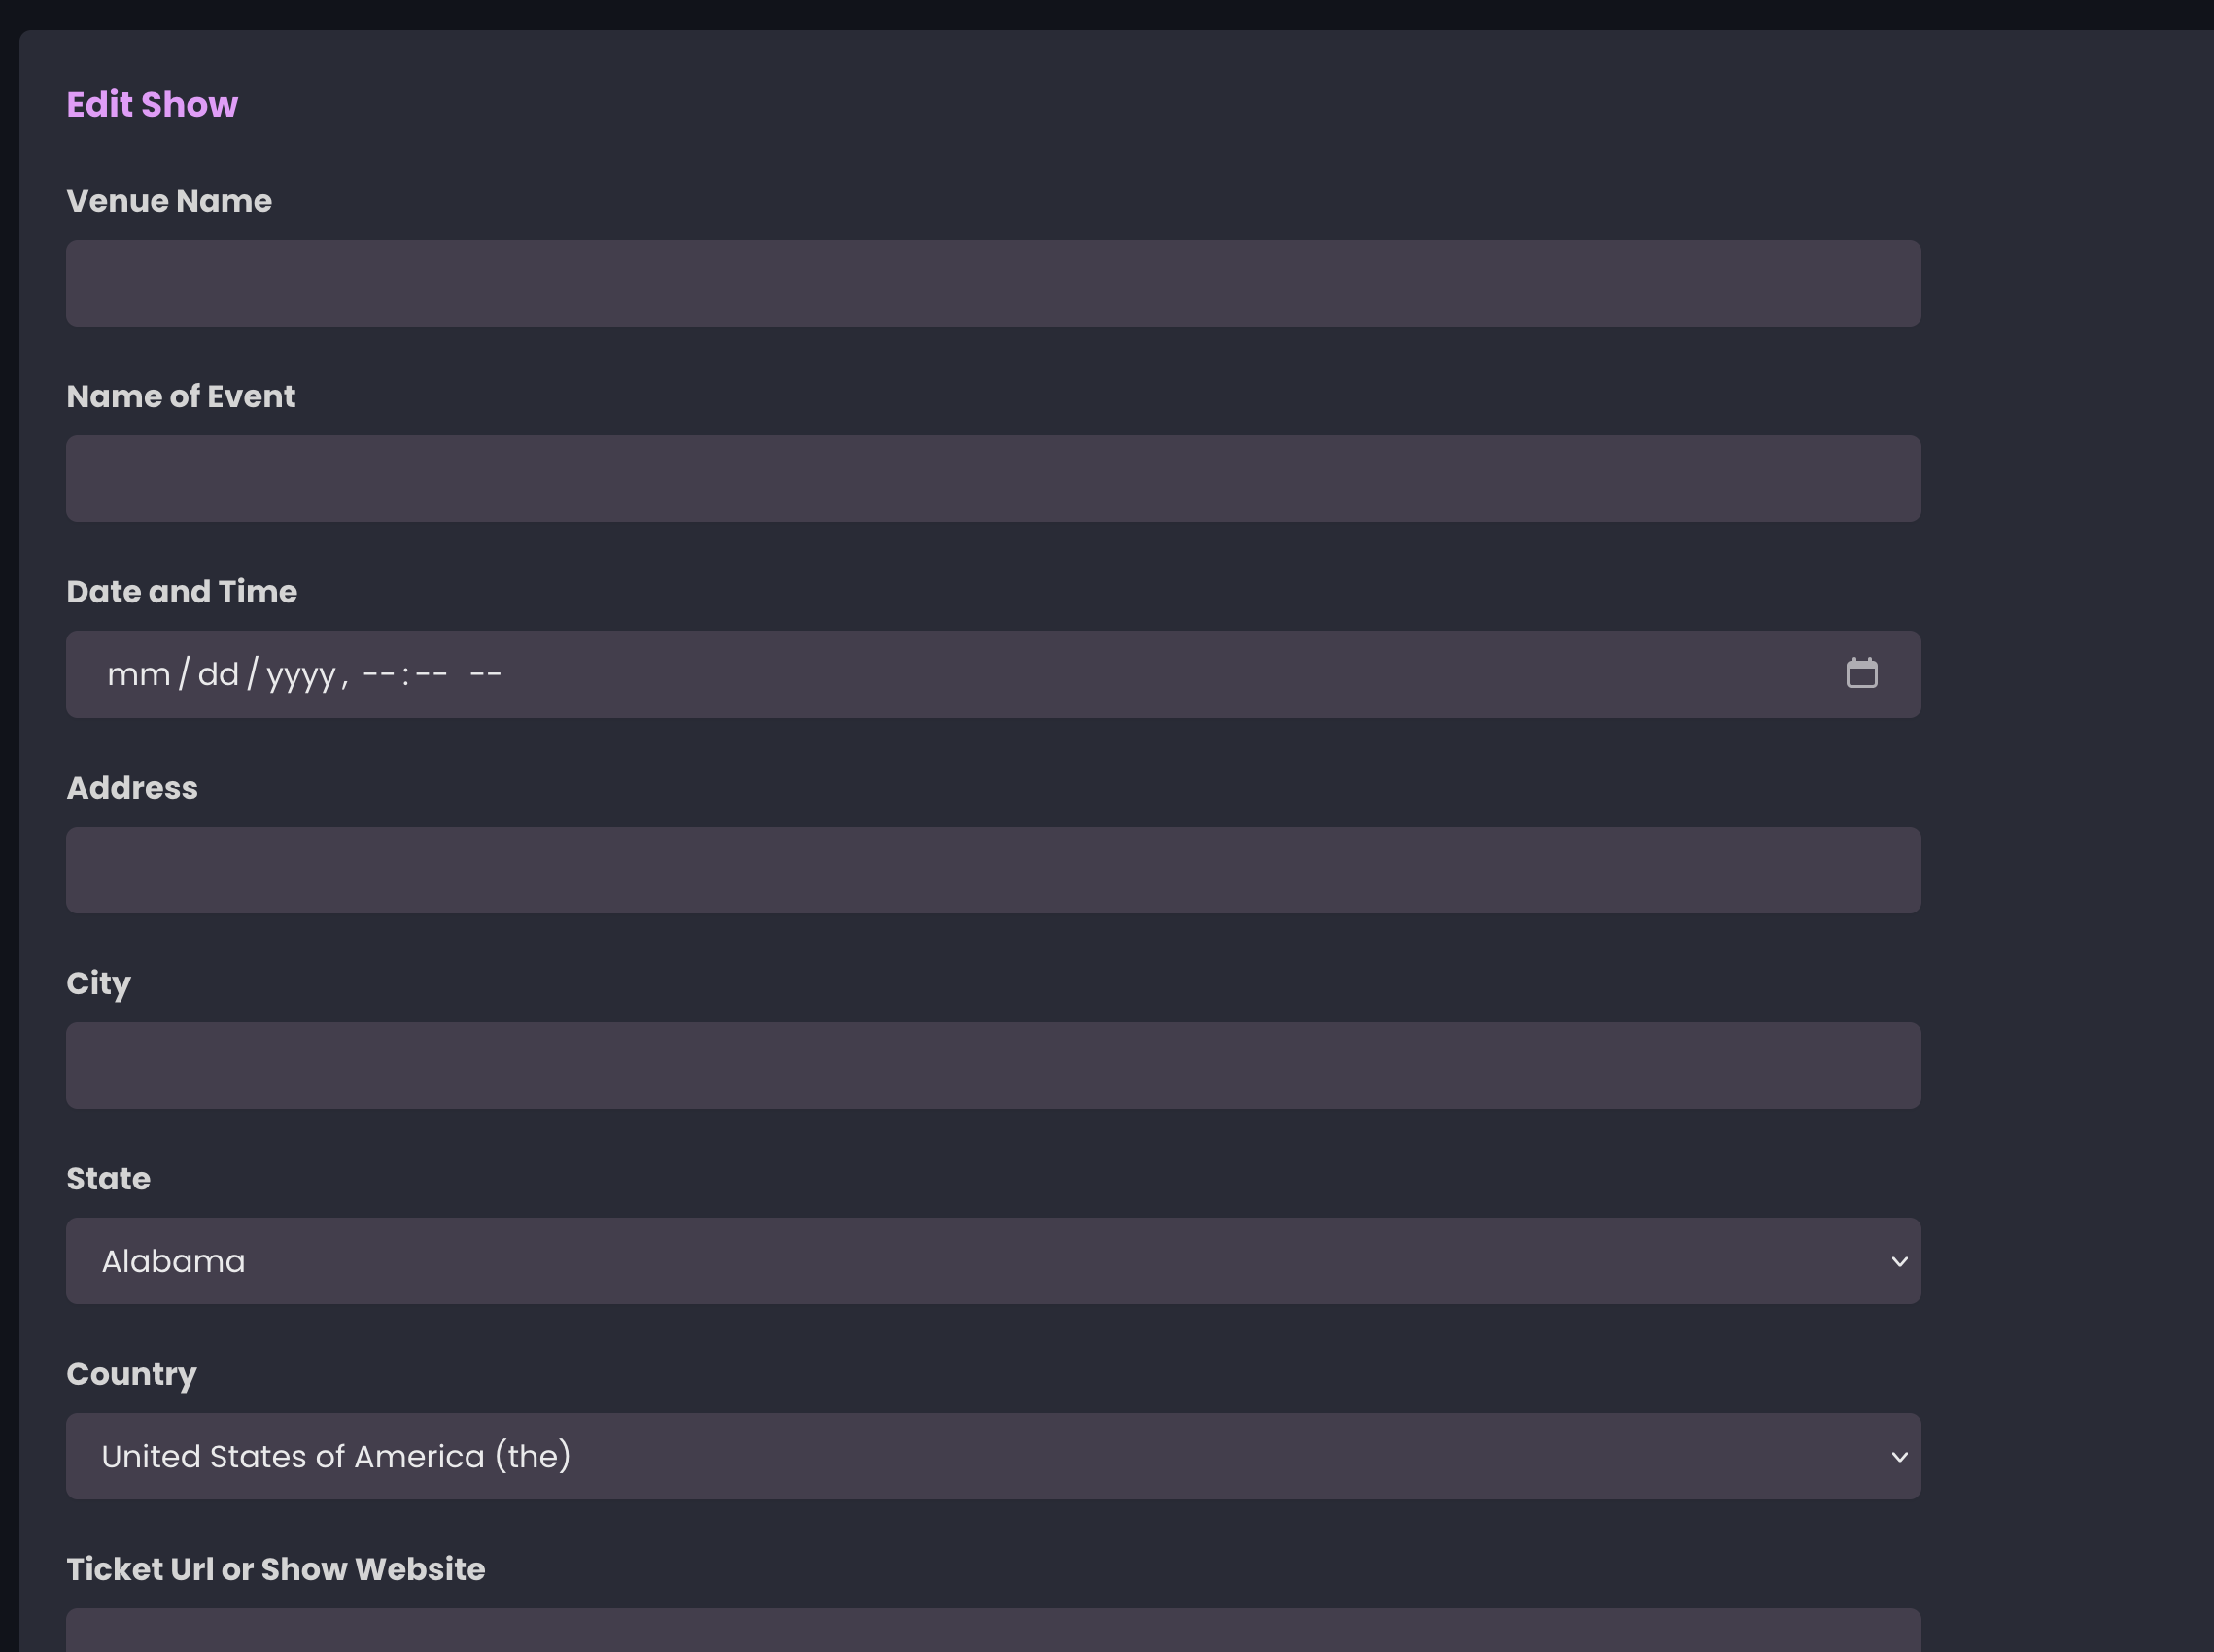 Edit Show
Venue Name
Name of Event
Date and Time
mm/dd/yyyy, --:-- --
Address
City
State
Alabama
Country
United States of America (the)
Ticket Url or Show Website